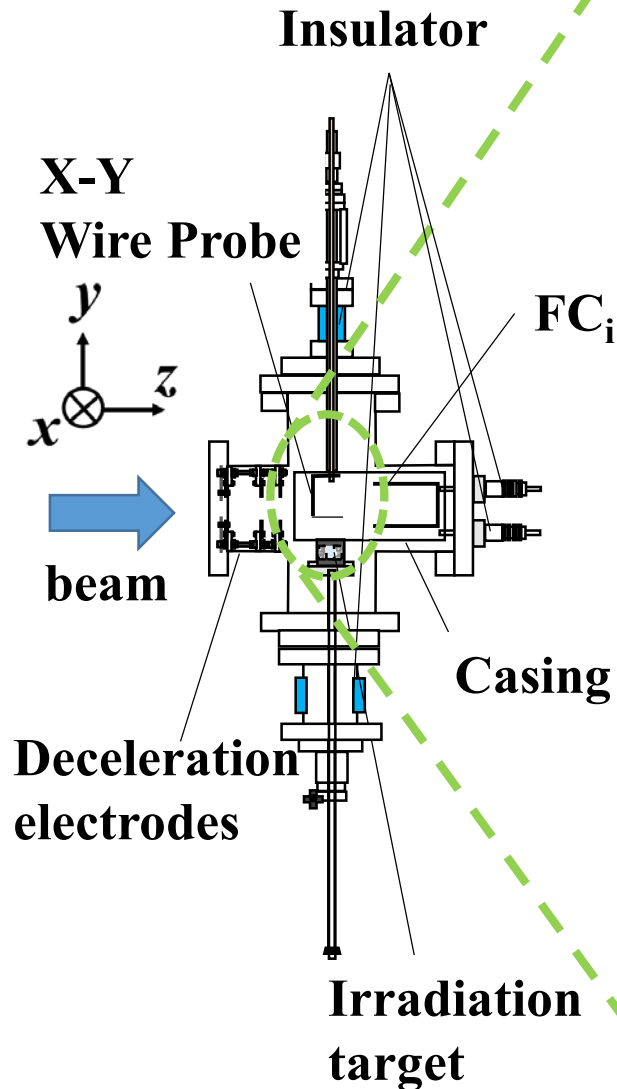 Insulator
X-Y
Wire Probe
FCi
y
z
x
beam
Casing
Deceleration
electrodes
Irradiation
target